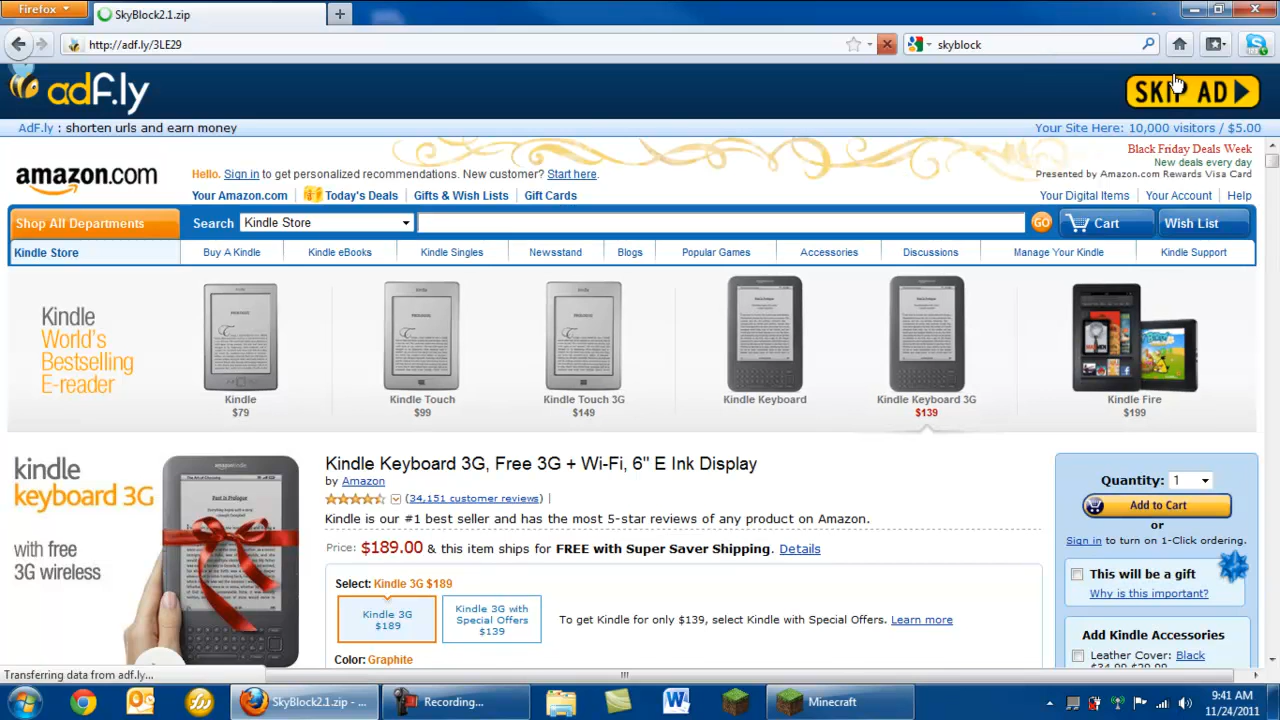 Firefox
SkyBlock2.1.zip
http://adf.ly/3LE29
skyblock
adf.ly
SKIP AD
AdF.ly : shorten urls and earn money
Your Site Here: 10,000 visitors / $5.00
Black Friday Deals Week
New deals every day
Presented by Amazon.com Rewards Visa Card
amazon.com
Hello. Sign in to get personalized recommendations. New customer? Start here.
Your Amazon.com
Today's Deals
Gifts & Wish Lists
Gift Cards
Your Digital Items
Your Account
Help
Shop All Departments
Search
Kindle Store
GO
Cart
Wish List
Kindle Store
Buy A Kindle
Kindle eBooks
Kindle Singles
Newsstand
Blogs
Popular Games
Accessories
Discussions
Manage Your Kindle
Kindle Support
Kindle
World's
Bestselling
E-reader
Kindle
$79
Kindle Touch
$99
Kindle Touch 3G
$149
Kindle Keyboard
Kindle Keyboard 3G
$139
Kindle Fire
$199
kindle
keyboard 3G
with free
3G wireless
Kindle Keyboard 3G, Free 3G + Wi-Fi, 6" E Ink Display
by Amazon
(34,151 customer reviews) |
Kindle is our #1 best seller and has the most 5-star reviews of any product on Amazon.
Price: $189.00 & this item ships for FREE with Super Saver Shipping. Details
Select: Kindle 3G $189
Kindle 3G
$189
Kindle 3G with
Special Offers
$139
To get Kindle for only $139, select Kindle with Special Offers. Learn more
Color: Graphite
Quantity: 1
Add to Cart
or
Sign in to turn on 1-Click ordering.
This will be a gift
Why is this important?
Add Kindle Accessories
Leather Cover: Black
Transferring data from adf.ly...
SkyBlock2.1.zip - ...
Recording...
Minecraft
9:41 AM
11/24/2011